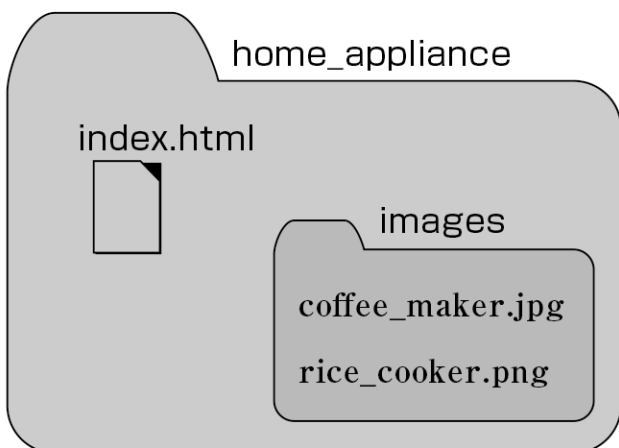 home_appliance
index.html
images
coffee_maker.jpg
rice_cooker.png